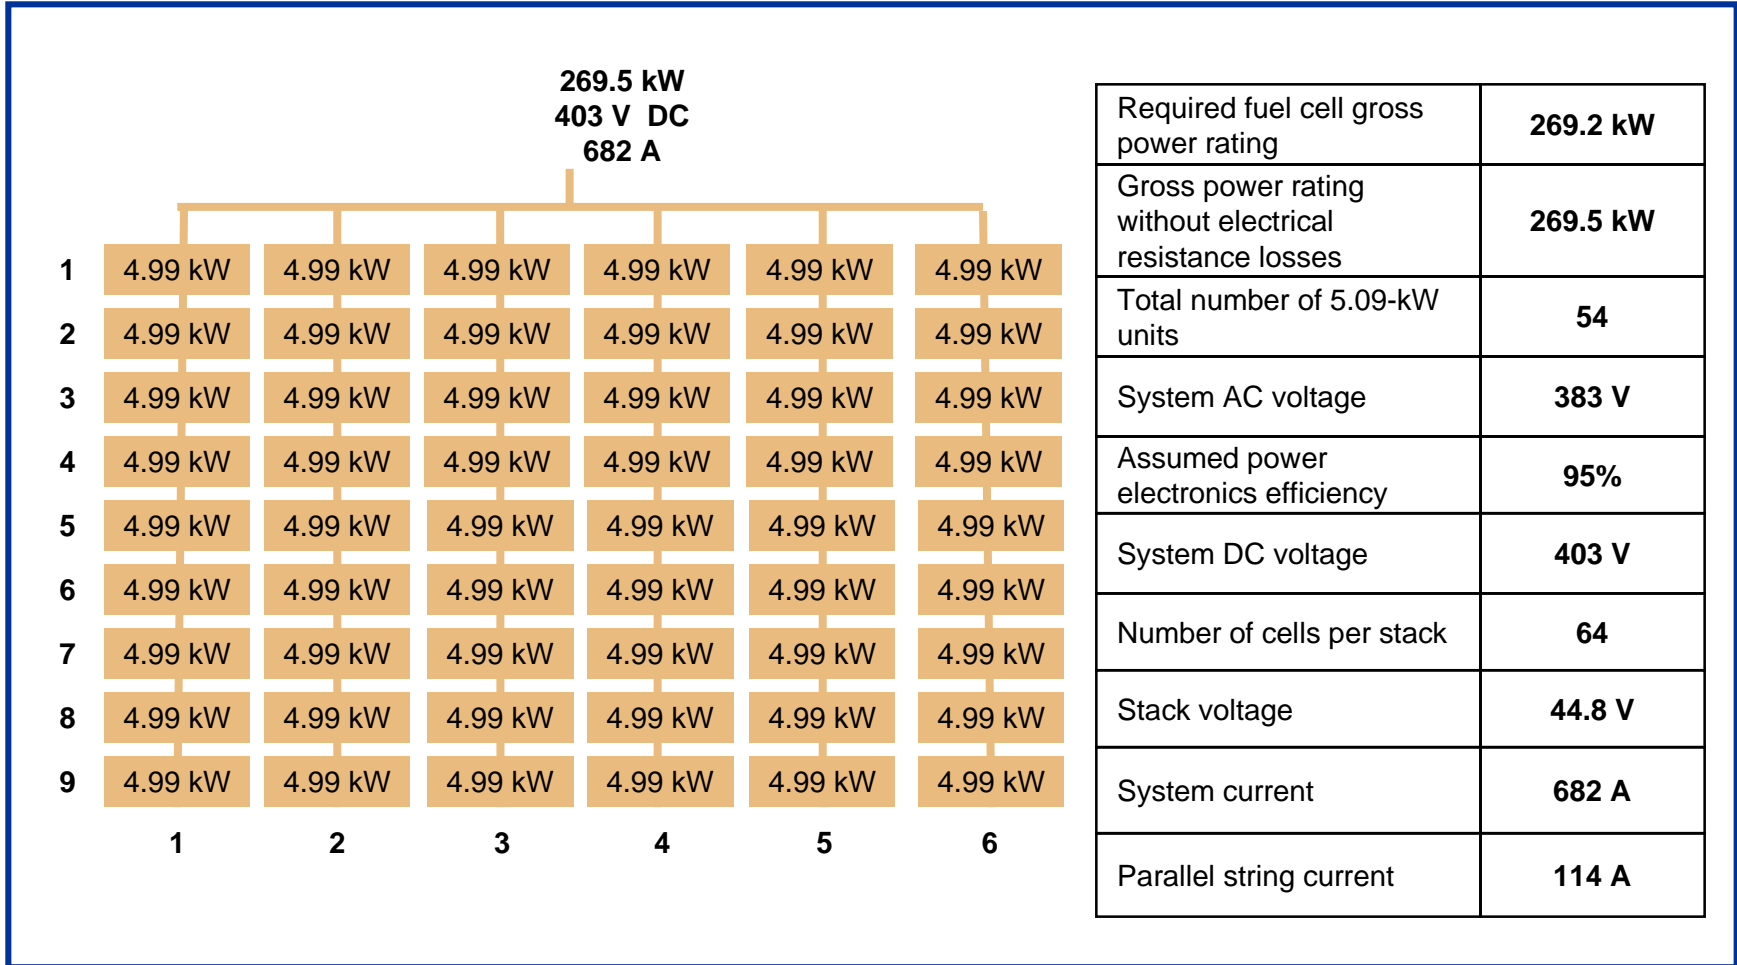 269.5 kW
403 V DC
682 A
1 4.99 kW 4.99 kW 4.99 kW 4.99 kW 4.99 kW 4.99 kW
2 4.99 kW 4.99 kW 4.99 kW 4.99 kW 4.99 kW 4.99 kW
3 4.99 kW 4.99 kW 4.99 kW 4.99 kW 4.99 kW 4.99 kW
4 4.99 kW 4.99 kW 4.99 kW 4.99 kW 4.99 kW 4.99 kW
5 4.99 kW 4.99 kW 4.99 kW 4.99 kW 4.99 kW 4.99 kW
6 4.99 kW 4.99 kW 4.99 kW 4.99 kW 4.99 kW 4.99 kW
7 4.99 kW 4.99 kW 4.99 kW 4.99 kW 4.99 kW 4.99 kW
8 4.99 kW 4.99 kW 4.99 kW 4.99 kW 4.99 kW 4.99 kW
9 4.99 kW 4.99 kW 4.99 kW 4.99 kW 4.99 kW 4.99 kW
1 2 3 4 5 6
Required fuel cell gross
power rating
269.2 kW
Gross power rating
without electrical
resistance losses
269.5 kW
Total number of 5.09-kW
units
54
System AC voltage
383 V
Assumed power
electronics efficiency
95%
System DC voltage
403 V
Number of cells per stack
64
Stack voltage
44.8 V
System current
682 A
Parallel string current
114 A